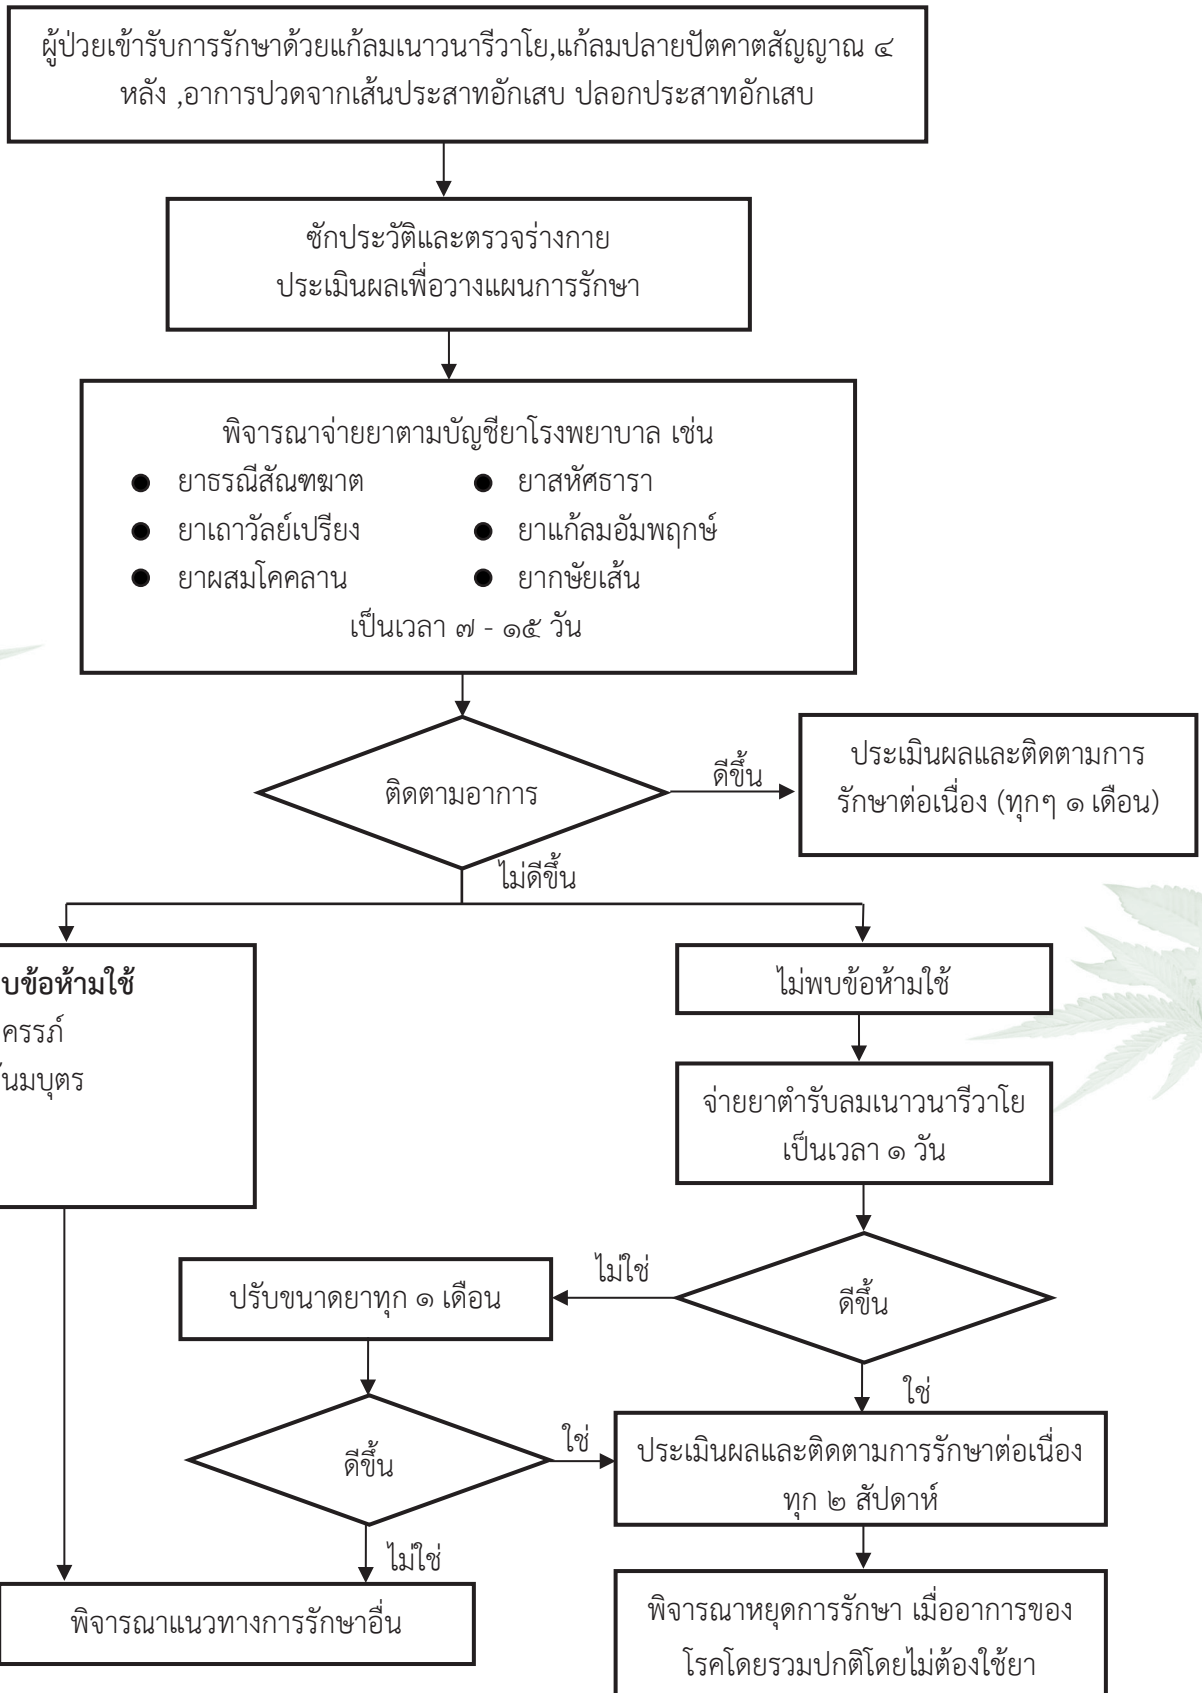 ผู้ป่วยเข้ารับการรักษาด้วยแก้ลมเนาวนารีวาโย,แก้ลมปลายปัตคาตสัญญาณ ๔
หลัง ,อาการปวดจากเส้นประสาทอักเสบ ปลอกประสาทอักเสบ
ซักประวัติและตรวจร่างกาย
ประเมินผลเพื่อวางแผนการรักษา
พิจารณาจ่ายยาตามบัญชียาโรงพยาบาล เช่น
● ยาธรณีสัณฑฆาต ● ยาสหัศธารา
● ยาเถาวัลย์เปรียง ● ยาแก้ลมอัมพฤกษ์
● ยาผสมโคคลาน ● ยากษัยเส้น
เป็นเวลา ๗ - ๑๕ วัน
ติดตามอาการ
ดีขึ้น
ประเมินผลและติดตามการ
รักษาต่อเนื่อง (ทุกๆ ๑ เดือน)
ไม่ดีขึ้น
บข้อห้ามใช้
ครรภ์
นมบุตร
ไม่พบข้อห้ามใช้
จ่ายยาตำรับลมเนาวนารีวาโย
เป็นเวลา ๑ วัน
ดีขึ้น
ไม่ใช่
ปรับขนาดยาทุก ๑ เดือน
ใช่
ดีขึ้น
ใช่
ประเมินผลและติดตามการรักษาต่อเนื่อง
ทุก ๒ สัปดาห์
ไม่ใช่
พิจารณาแนวทางการรักษาอื่น
พิจารณาหยุดการรักษา เมื่ออาการของ
โรคโดยรวมปกติโดยไม่ต้องใช้ยา